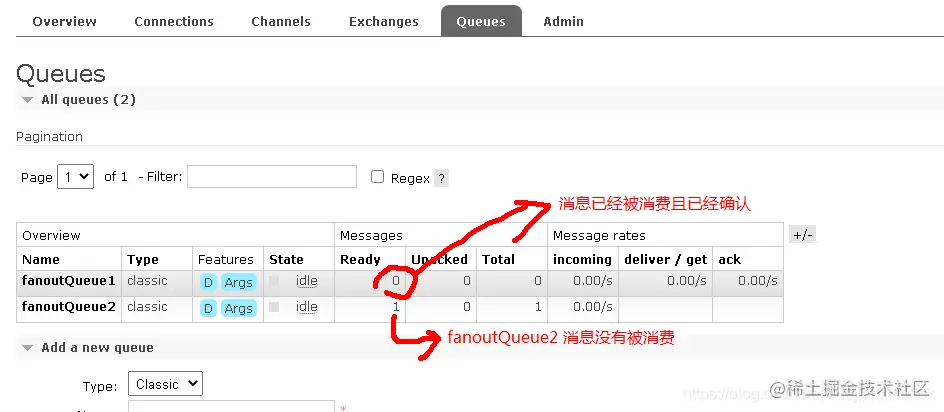 Overview Connections Channels Exchanges Queues Admin
Queues
All queues (2)
Pagination
Page 1 of 1 - Filter: Regex ?
消息已经被消费且已经确认
Overview Messages Message rates +/-
Name Type Features State Ready Unacked Total incoming deliver / get ack
fanoutQueue1 classic D Args idle 0 0 0 0.00/s 0.00/s 0.00/s
fanoutQueue2 classic D Args idle 1 0 1 0.00/s
fanoutQueue2 消息没有被消费
Add a new queue
Type: Classic
@稀土掘金技术社区
*